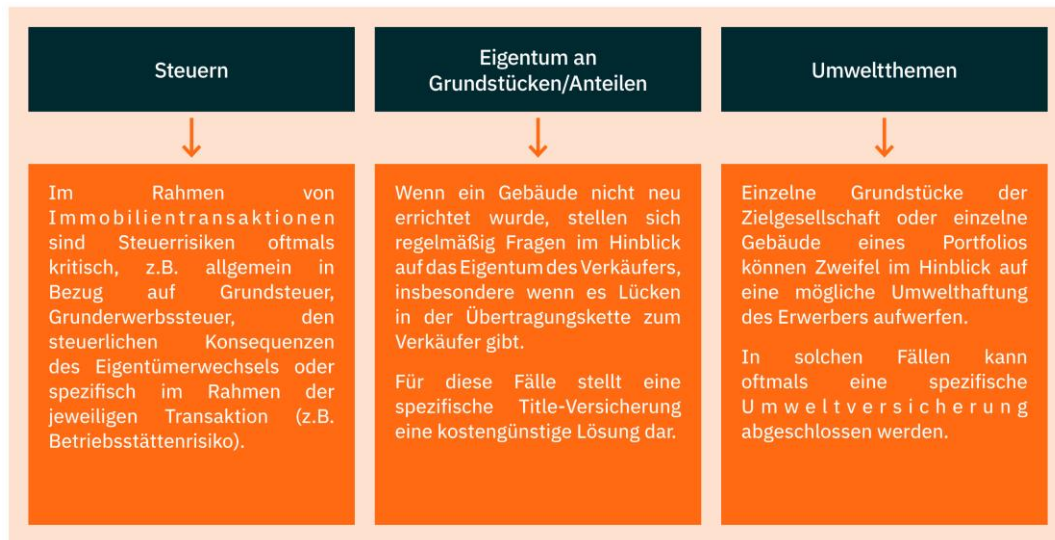 Steuern
Im Rahmen von
Immobilientransaktionen
sind Steuerrisiken oftmals
kritisch, z.B. allgemein in
Bezug auf Grundsteuer,
Grunderwerbssteuer, den
steuerlichen Konsequenzen
des Eigentümerwechsels oder
spezifisch im Rahmen der
jeweiligen Transaktion (z.B.
Betriebsstättenrisiko).
Eigentum an
Grundstücken/Anteilen
Wenn ein Gebäude nicht neu
errichtet wurde, stellen sich
regelmäßig Fragen im Hinblick
auf das Eigentum des Verkäufers,
insbesondere wenn es Lücken
in der Übertragungskette zum
Verkäufer gibt.
Für diese Fälle stellt eine
spezifische Title-Versicherung
eine kostengünstige Lösung dar.
Umweltthemen
Einzelne Grundstücke der
Zielgesellschaft oder einzelne
Gebäude eines Portfolios
können Zweifel im Hinblick auf
eine mögliche Umwelthaftung
des Erwerbers aufwerfen.
In solchen Fällen kann
oftmals eine spezifische
Umweltversicherung
abgeschlossen werden.